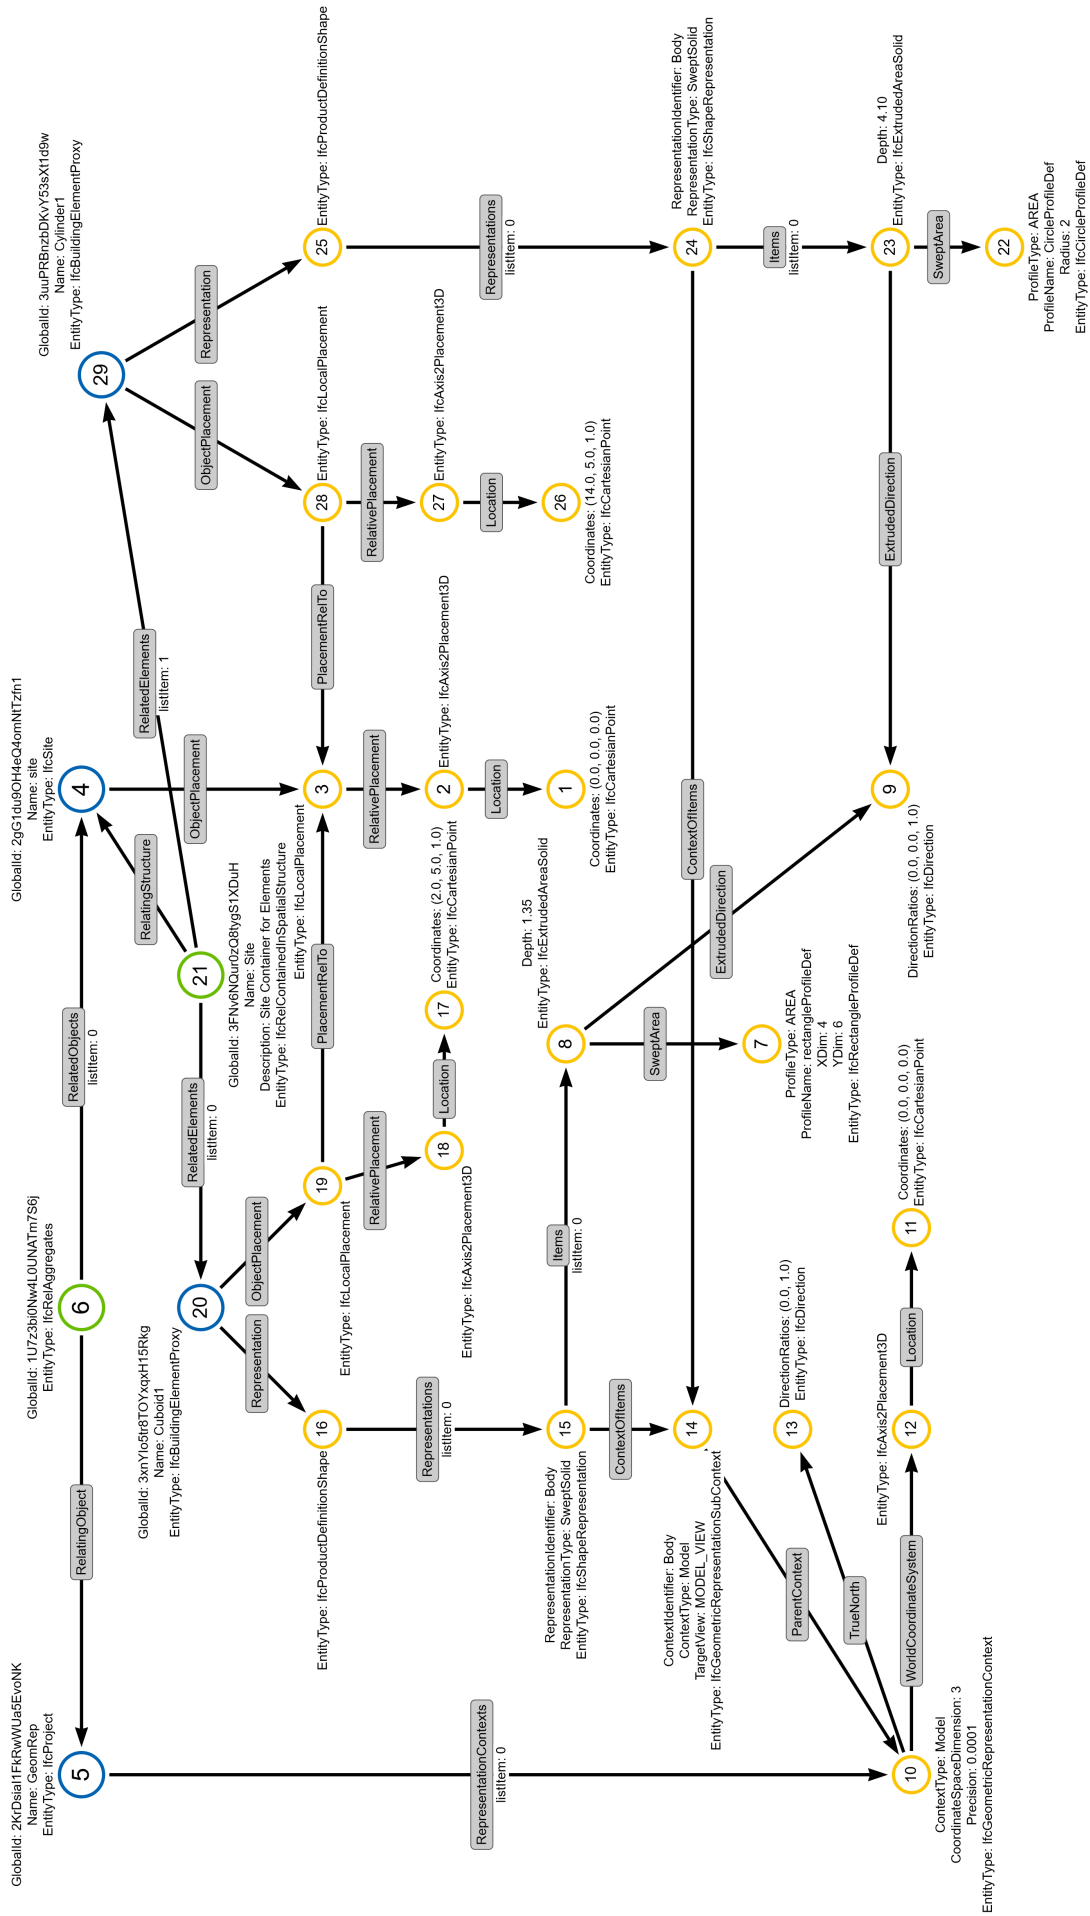 GlobalId: 2KrDsiaI1FkRwWUa5EvoNK
Name: GeomRep
EntityType: IfcProject
5
RelatingObject
GlobalId: 1U7z3bi0Nw4L0UNATm7S6j
EntityType: IfcRelAggregates
6
RelatedObjects
listItem: 0
GlobalId: 2gG1du9OH4eQ4omNtTzfn1
Name: site
EntityType: IfcSite
4
GlobalId: 3uuPRBnzbDKvY53sXt1d9w
Name: Cylinder1
EntityType: IfcBuildingElementProxy
29
RelatingStructure
RelatedElements
listItem: 1
GlobalId: 3xnYIo5tr8TOYxqxH15Rkg
Name: Cuboid1
EntityType: IfcBuildingElementProxy
20
RelatedElements
listItem: 0
21
GlobalId: 3FNv6NQur0zQ8tygS1XDuH
Name: Site
Description: Site Container for Elements
EntityType: IfcRelContainedInSpatialStructure
ObjectPlacement
ObjectPlacement
Representation
Representation
ObjectPlacement
EntityType: IfcProductDefinitionShape
16
19
EntityType: IfcLocalPlacement
PlacementRelTo
EntityType: IfcLocalPlacement
3
PlacementRelTo
28
EntityType: IfcLocalPlacement
25
EntityType: IfcProductDefinitionShape
RelativePlacement
RelativePlacement
RelativePlacement
Representations
listItem: 0
EntityType: IfcAxis2Placement3D
18
Location
17
Coordinates: (2.0, 5.0, 1.0)
EntityType: IfcCartesianPoint
2
EntityType: IfcAxis2Placement3D
27
EntityType: IfcAxis2Placement3D
Representations
listItem: 0
Location
Location
RepresentationIdentifier: Body
RepresentationType: SweptSolid
EntityType: IfcShapeRepresentation
15
Items
listItem: 0
Depth: 1.35
EntityType: IfcExtrudedAreaSolid
8
1
Coordinates: (0.0, 0.0, 0.0)
EntityType: IfcCartesianPoint
26
Coordinates: (14.0, 5.0, 1.0)
EntityType: IfcCartesianPoint
RepresentationContexts
listItem: 0
ContextOfItems
SweptArea
ExtrudedDirection
ContextIdentifier: Body
ContextType: Model
TargetView: MODEL_VIEW
EntityType: IfcGeometricRepresentationSubContext
14
ContextOfItems
24
RepresentationIdentifier: Body
RepresentationType: SweptSolid
EntityType: IfcShapeRepresentation
7
ProfileType: AREA
ProfileName: rectangleProfileDef
XDim: 4
YDim: 6
EntityType: IfcRectangleProfileDef
Items
listItem: 0
ParentContext
13
DirectionRatios: (0.0, 1.0)
EntityType: IfcDirection
TrueNorth
10
ContextType: Model
CoordinateSpaceDimension: 3
Precision: 0.0001
EntityType: IfcGeometricRepresentationContext
WorldCoordinateSystem
EntityType: IfcAxis2Placement3D
12
Location
11
Coordinates: (0.0, 0.0, 0.0)
EntityType: IfcCartesianPoint
9
DirectionRatios: (0.0, 0.0, 1.0)
EntityType: IfcDirection
ExtrudedDirection
23
Depth: 4.10
EntityType: IfcExtrudedAreaSolid
SweptArea
22
ProfileType: AREA
ProfileName: CircleProfileDef
Radius: 2
EntityType: IfcCircleProfileDef